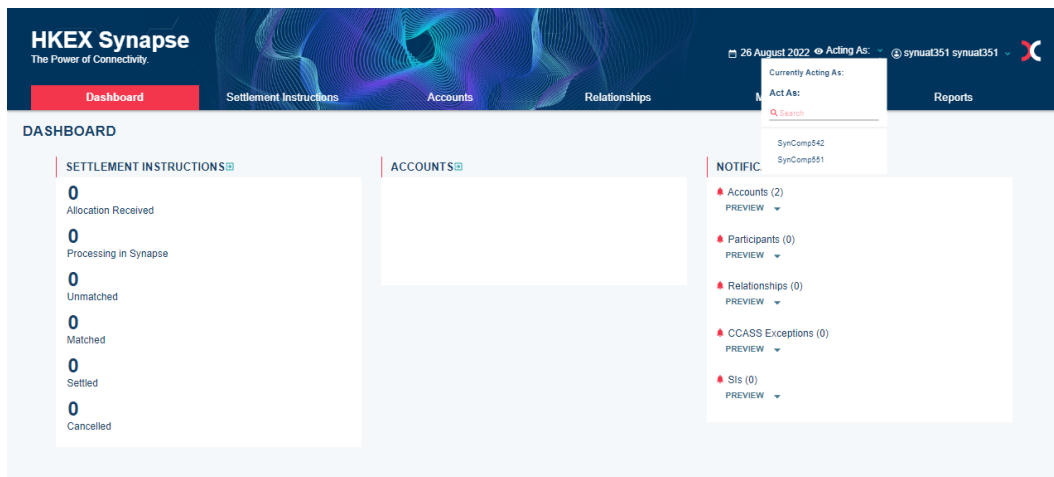 HKEX Synapse
The Power of Connectivity.
26 August 2022 Acting As: synuat351 synuat351
Currently Acting As:
Act As:
Search
SynComp542
SynComp551
Dashboard Settlement Instructions Accounts Relationships M Reports
DASHBOARD
SETTLEMENT INSTRUCTIONS
0
Allocation Received
0
Processing in Synapse
0
Unmatched
0
Matched
0
Settled
0
Cancelled
ACCOUNTS
NOTIFIC
Accounts (2)
PREVIEW
Participants (0)
PREVIEW
Relationships (0)
PREVIEW
CCASS Exceptions (0)
PREVIEW
SIs (0)
PREVIEW